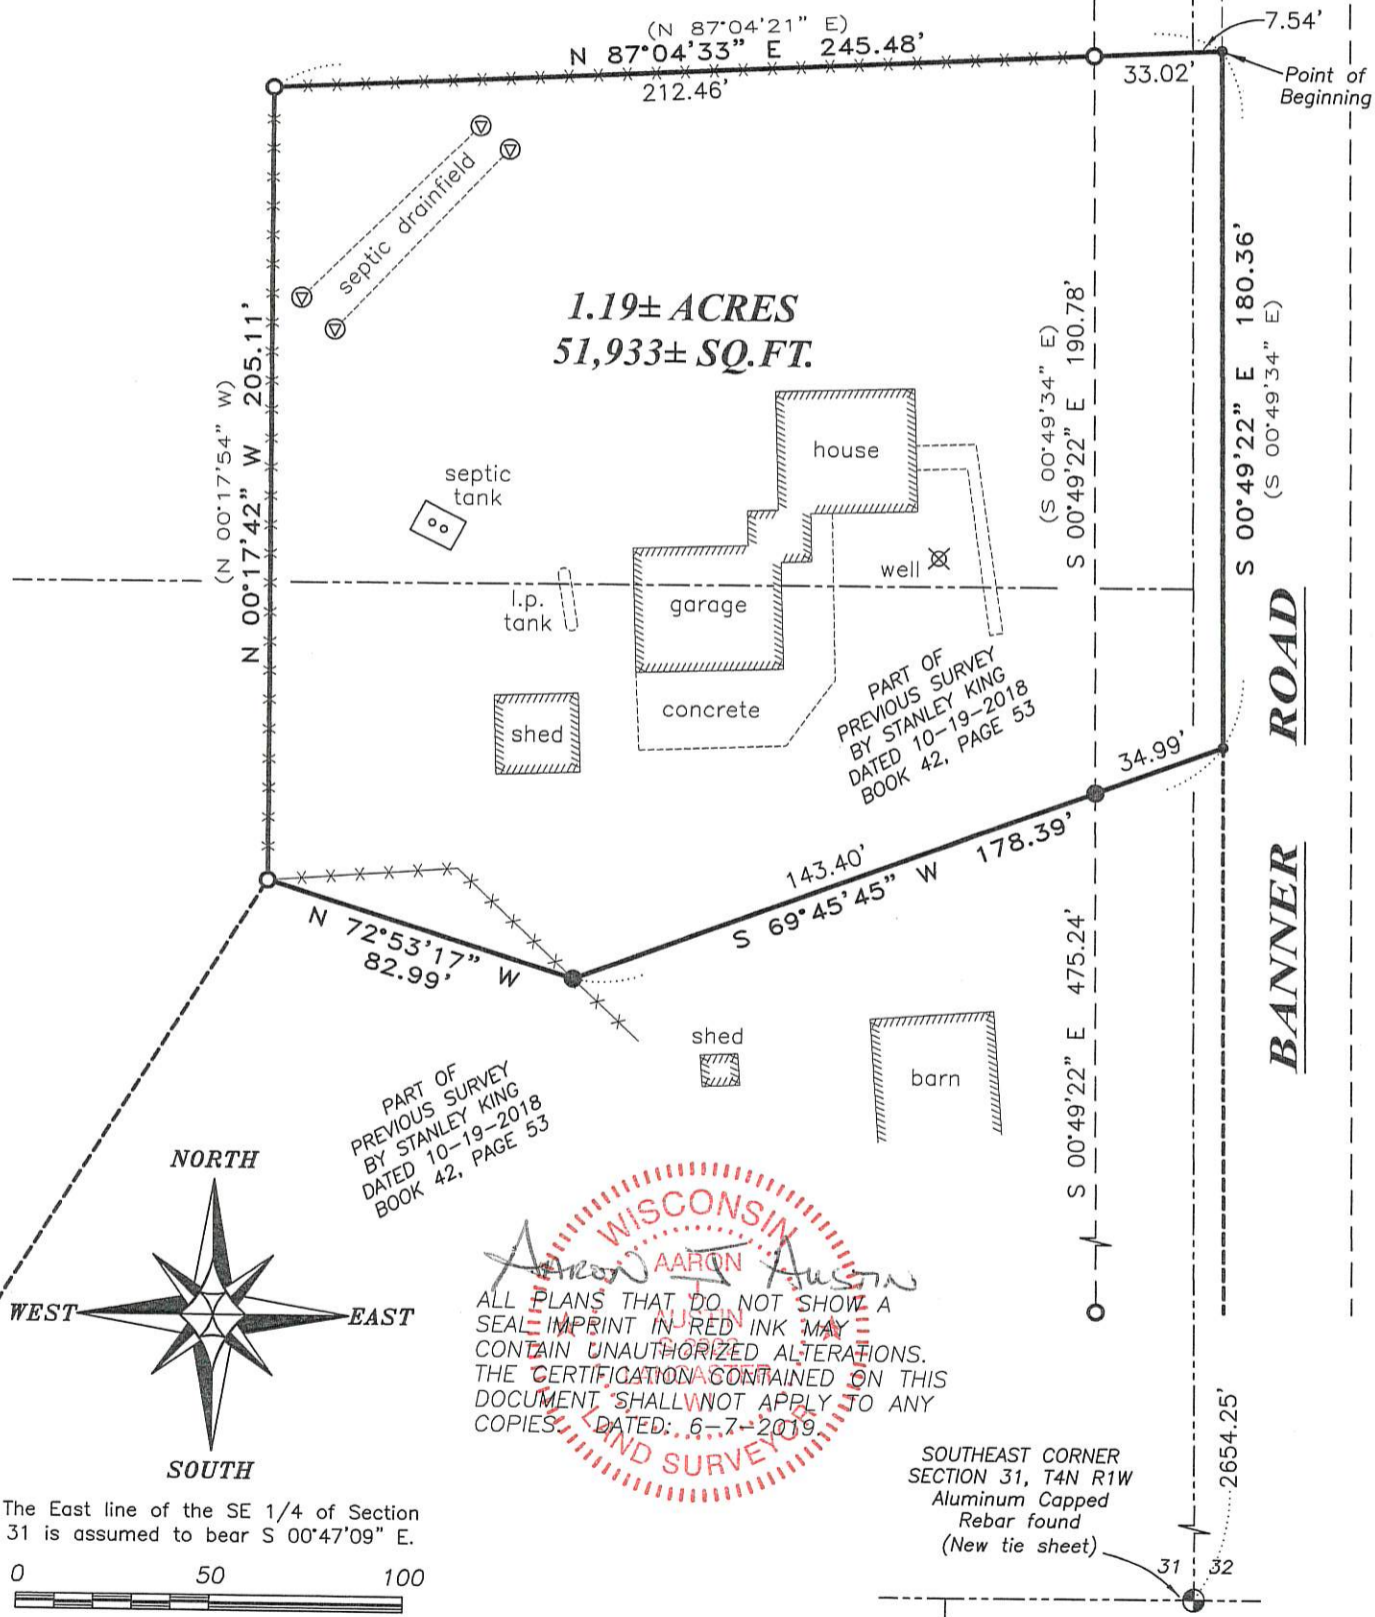 (N 87°04'21" E)
N 87°04'33" E 245.48'
212.46'
33.02'
7.54'
Point of
Beginning
septic drainfield
1.19± ACRES
51,933± SQ.FT.
(N 00°17'54" W)
N 00°17'42" W 205.11'
(S 00°49'34" E)
S 00°49'22" E 190.78'
S 00°49'22" E 180.36'
(S 00°49'34" E)
house
septic
tank
well
l.p.
tank
garage
concrete
shed
PART OF
PREVIOUS SURVEY
BY STANLEY KING
DATED 10-19-2018
BOOK 42, PAGE 53
BANNER ROAD
34.99'
143.40'
S 69°45'45" W 178.39'
N 72°53'17" W
82.99'
S 00°49'22" E 475.24'
shed
barn
PART OF
PREVIOUS SURVEY
BY STANLEY KING
DATED 10-19-2018
BOOK 42, PAGE 53
NORTH
WEST
EAST
SOUTH
WISCONSIN
AARON
J
AUSTIN
LANCASTER
WI
LAND SURVEYOR
Aaron J Austin
ALL PLANS THAT DO NOT SHOW A
SEAL IMPRINT IN RED INK MAY
CONTAIN UNAUTHORIZED ALTERATIONS.
THE CERTIFICATION CONTAINED ON THIS
DOCUMENT SHALL NOT APPLY TO ANY
COPIES. DATED: 6-7-2019.
2654.25'
SOUTHEAST CORNER
SECTION 31, T4N R1W
Aluminum Capped
Rebar found
(New tie sheet)
31 32
The East line of the SE 1/4 of Section
31 is assumed to bear S 00°47'09" E.
0 50 100